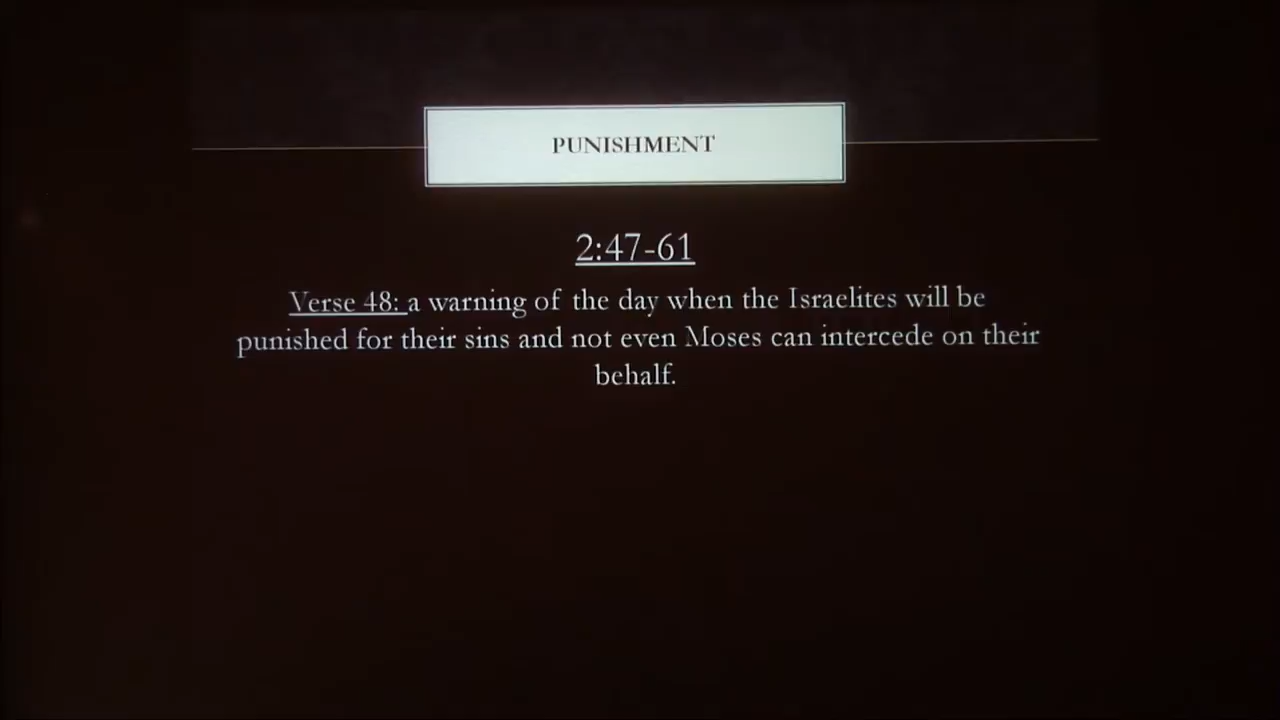 PUNISHMENT
2:47-61
Verse 48: a warning of the day when the Israelites will be
punished for their sins and not even Moses can intercede on their
behalf.